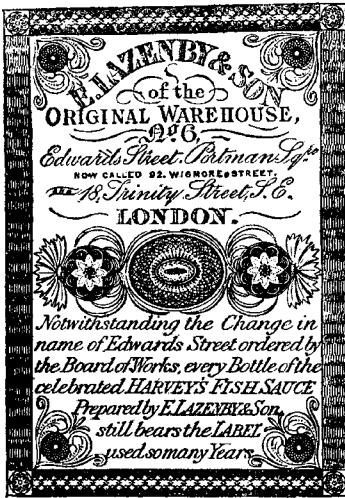 E. LAZENBY & SON
of the
ORIGINAL WAREHOUSE,
No 6,
Edwards Street Portman Sqre
NOW CALLED 92. WIGMORE STREET.
AND 18, Trinity Street, S.E.
LONDON.
Notwithstanding the Change in
name of Edwards Street ordered by
the Board of Works, every Bottle of the
celebrated HARVEY'S FISH SAUCE
Prepared by E. LAZENBY & Son,
still bears the LABEL
used so many Years.